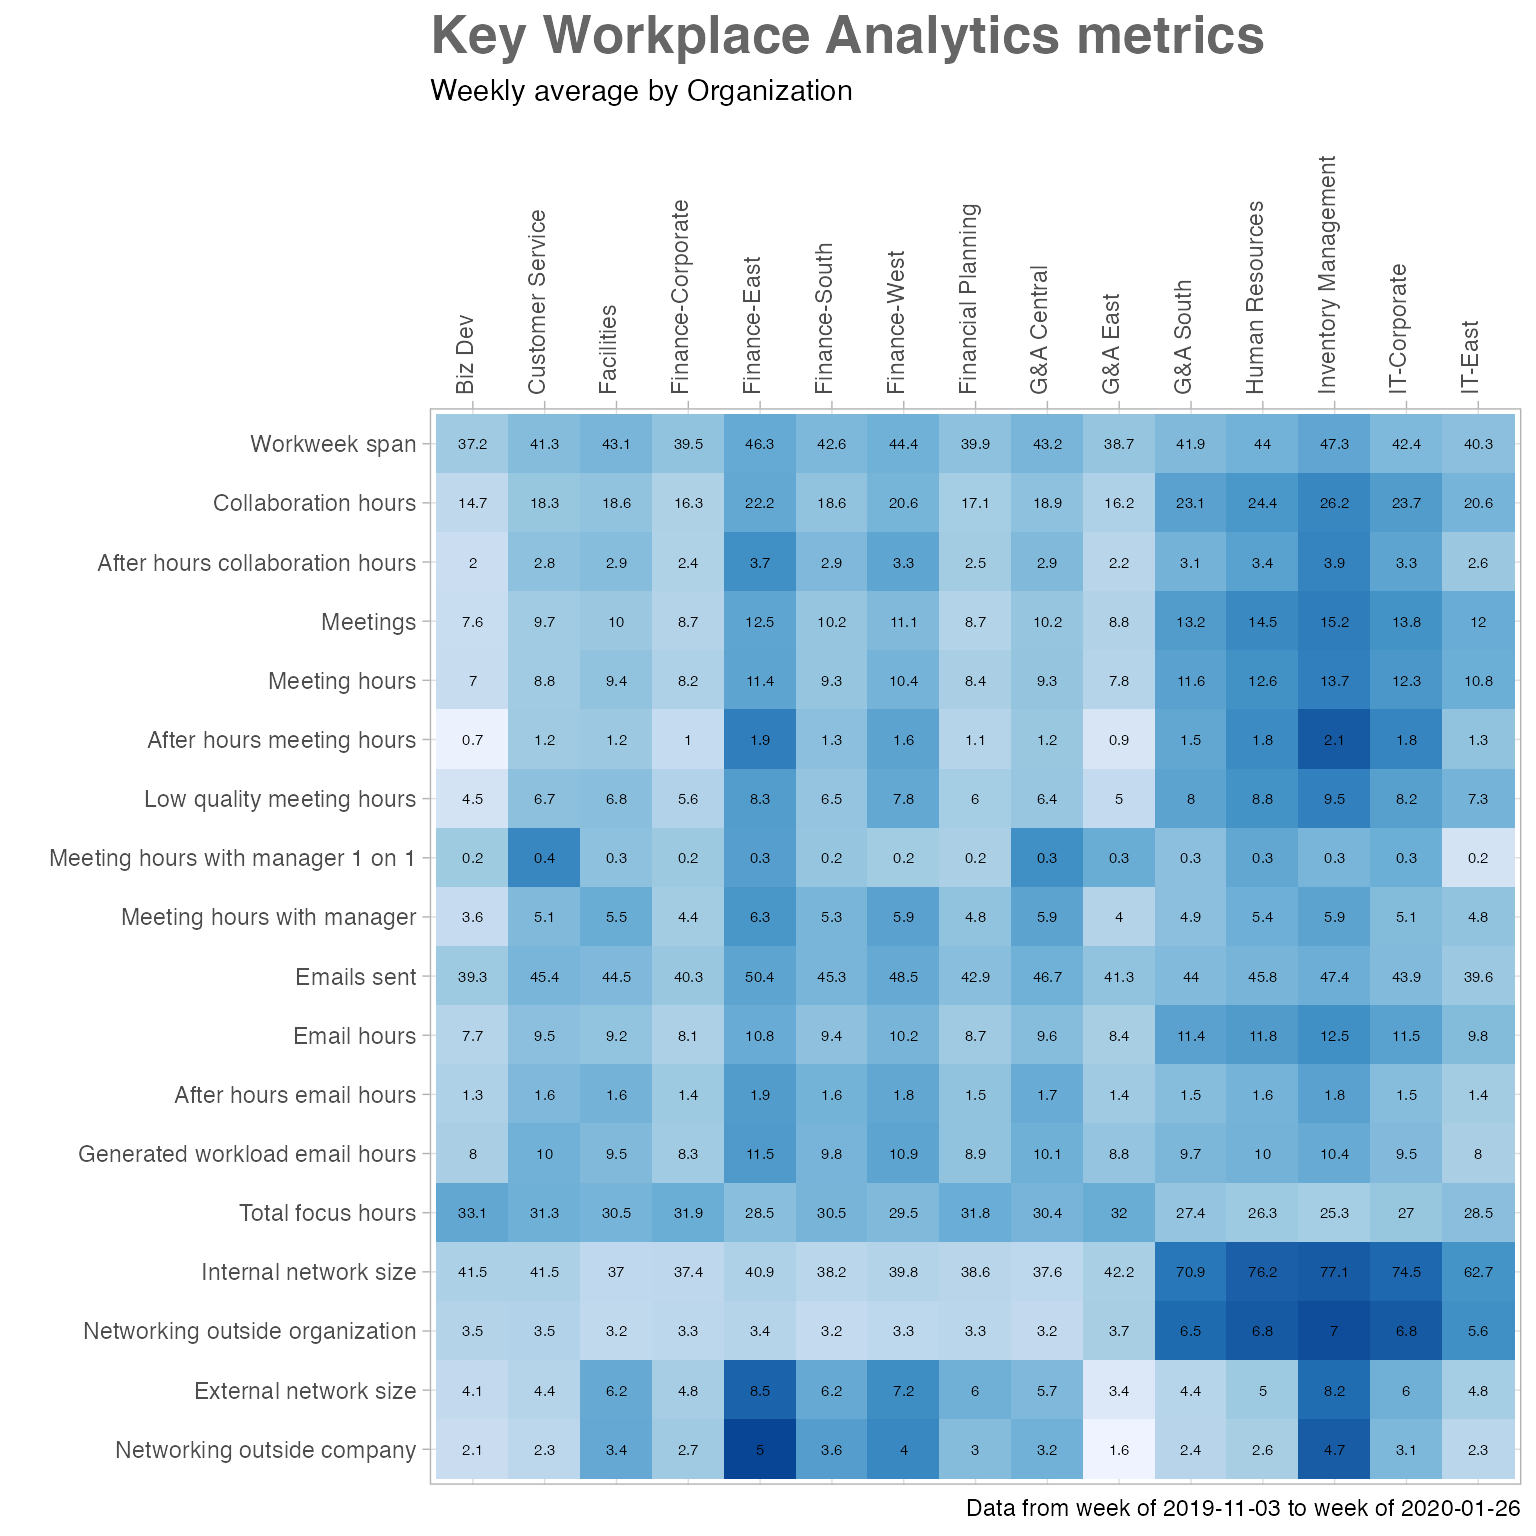 Key Workplace Analytics metrics
Weekly average by Organization
Biz Dev
Customer Service
Facilities
Finance-Corporate
Finance-East
Finance-South
Finance-West
Financial Planning
G&A Central
G&A East
G&A South
Human Resources
Inventory Management
IT-Corporate
IT-East
Workweek span 37.2 41.3 43.1 39.5 46.3 42.6 44.4 39.9 43.2 38.7 41.9 44 47.3 42.4 40.3
Collaboration hours 14.7 18.3 18.6 16.3 22.2 18.6 20.6 17.1 18.9 16.2 23.1 24.4 26.2 23.7 20.6
After hours collaboration hours 2 2.8 2.9 2.4 3.7 2.9 3.3 2.5 2.9 2.2 3.1 3.4 3.9 3.3 2.6
Meetings 7.6 9.7 10 8.7 12.5 10.2 11.1 8.7 10.2 8.8 13.2 14.5 15.2 13.8 12
Meeting hours 7 8.8 9.4 8.2 11.4 9.3 10.4 8.4 9.3 7.8 11.6 12.6 13.7 12.3 10.8
After hours meeting hours 0.7 1.2 1.2 1 1.9 1.3 1.6 1.1 1.2 0.9 1.5 1.8 2.1 1.8 1.3
Low quality meeting hours 4.5 6.7 6.8 5.6 8.3 6.5 7.8 6 6.4 5 8 8.8 9.5 8.2 7.3
Meeting hours with manager 1 on 1 0.2 0.4 0.3 0.2 0.3 0.2 0.2 0.2 0.3 0.3 0.3 0.3 0.3 0.3 0.2
Meeting hours with manager 3.6 5.1 5.5 4.4 6.3 5.3 5.9 4.8 5.9 4 4.9 5.4 5.9 5.1 4.8
Emails sent 39.3 45.4 44.5 40.3 50.4 45.3 48.5 42.9 46.7 41.3 44 45.8 47.4 43.9 39.6
Email hours 7.7 9.5 9.2 8.1 10.8 9.4 10.2 8.7 9.6 8.4 11.4 11.8 12.5 11.5 9.8
After hours email hours 1.3 1.6 1.6 1.4 1.9 1.6 1.8 1.5 1.7 1.4 1.5 1.6 1.8 1.5 1.4
Generated workload email hours 8 10 9.5 8.3 11.5 9.8 10.9 8.9 10.1 8.8 9.7 10 10.4 9.5 8
Total focus hours 33.1 31.3 30.5 31.9 28.5 30.5 29.5 31.8 30.4 32 27.4 26.3 25.3 27 28.5
Internal network size 41.5 41.5 37 37.4 40.9 38.2 39.8 38.6 37.6 42.2 70.9 76.2 77.1 74.5 62.7
Networking outside organization 3.5 3.5 3.2 3.3 3.4 3.2 3.3 3.3 3.2 3.7 6.5 6.8 7 6.8 5.6
External network size 4.1 4.4 6.2 4.8 8.5 6.2 7.2 6 5.7 3.4 4.4 5 8.2 6 4.8
Networking outside company 2.1 2.3 3.4 2.7 5 3.6 4 3 3.2 1.6 2.4 2.6 4.7 3.1 2.3
Data from week of 2019-11-03 to week of 2020-01-26